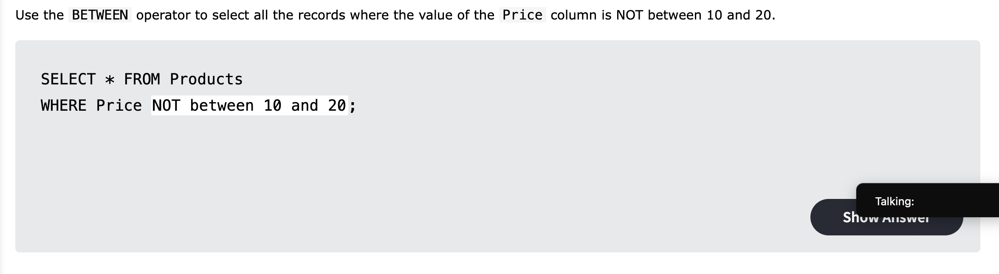 Use the BETWEEN operator to select all the records where the value of the Price column is NOT between 10 and 20.
SELECT * FROM Products
WHERE Price NOT between 10 and 20;
Talking:
Show Answer